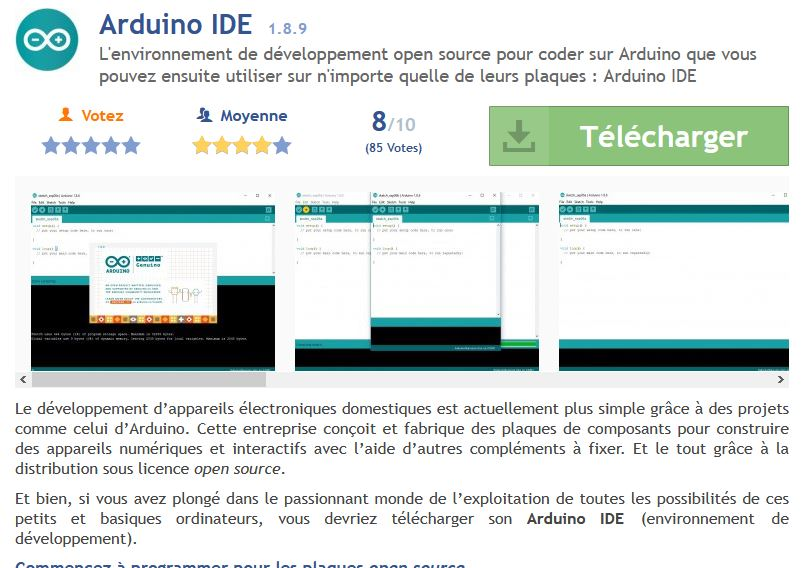 Arduino IDE 1.8.9
L'environnement de développement open source pour coder sur Arduino que vous
pouvez ensuite utiliser sur n'importe quelle de leurs plaques : Arduino IDE
Votez
Moyenne
8/10
(85 Votes)
Télécharger
ARDUINO
Genuino
Le développement d’appareils électroniques domestiques est actuellement plus simple grâce à des projets
comme celui d’Arduino. Cette entreprise conçoit et fabrique des plaques de composants pour construire
des appareils numériques et interactifs avec l’aide d’autres compléments à fixer. Et le tout grâce à la
distribution sous licence open source.
Et bien, si vous avez plongé dans le passionnant monde de l’exploitation de toutes les possibilités de ces
petits et basiques ordinateurs, vous devriez télécharger son Arduino IDE (environnement de
développement).
Commencez à programmer pour les plaques open source